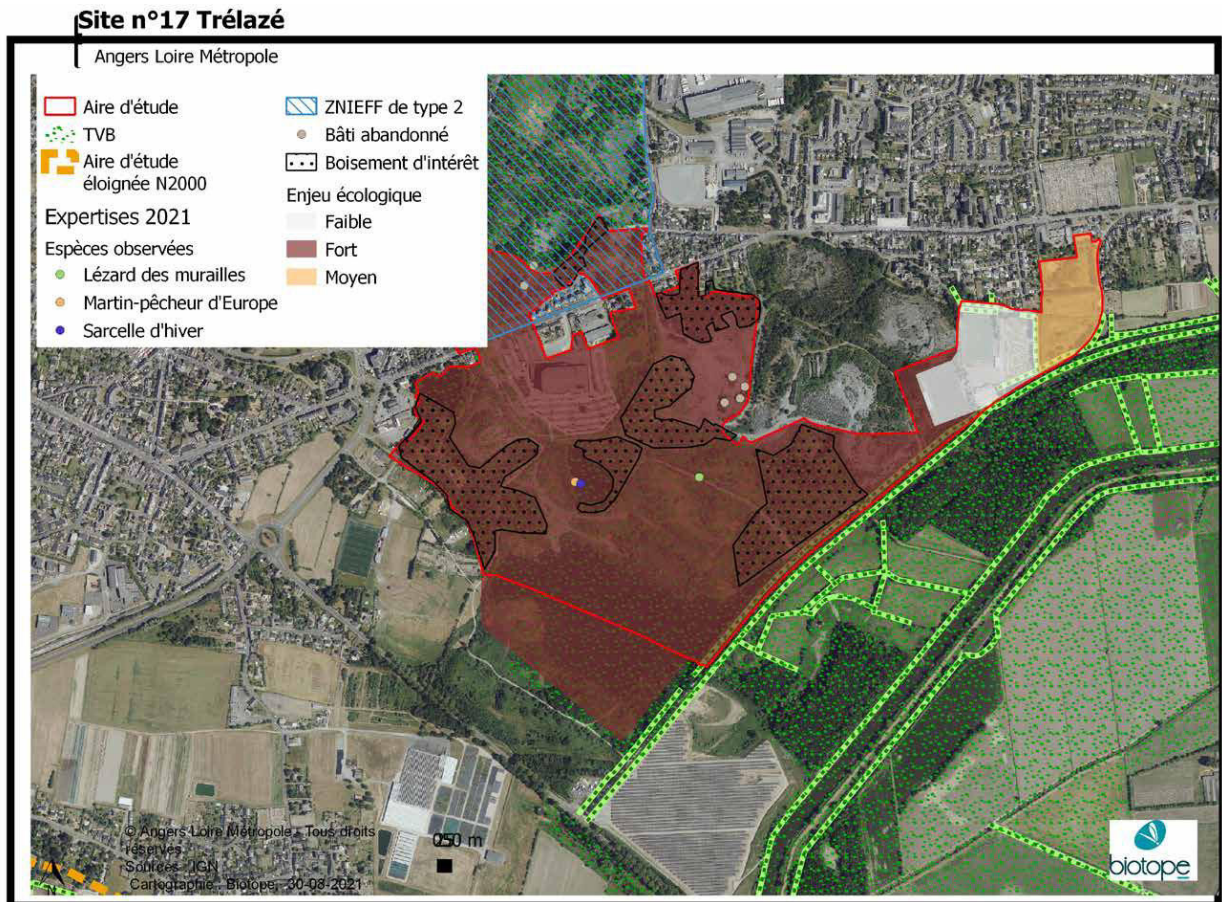 Site n°17 Trélazé
Angers Loire Métropole
Aire d'étude
TVB
Aire d'étude
éloignée N2000
Expertises 2021
Espèces observées
Lézard des murailles
Martin-pêcheur d'Europe
Sarcelle d'hiver
ZNIEFF de type 2
Bâti abandonné
Boisement d'intérêt
Enjeu écologique
Faible
Fort
Moyen
© Angers Loire Métropole - Tous droits
réservés
Sources : IGN
Cartographie : Biotope, 30-08-2021
N
m
biotope